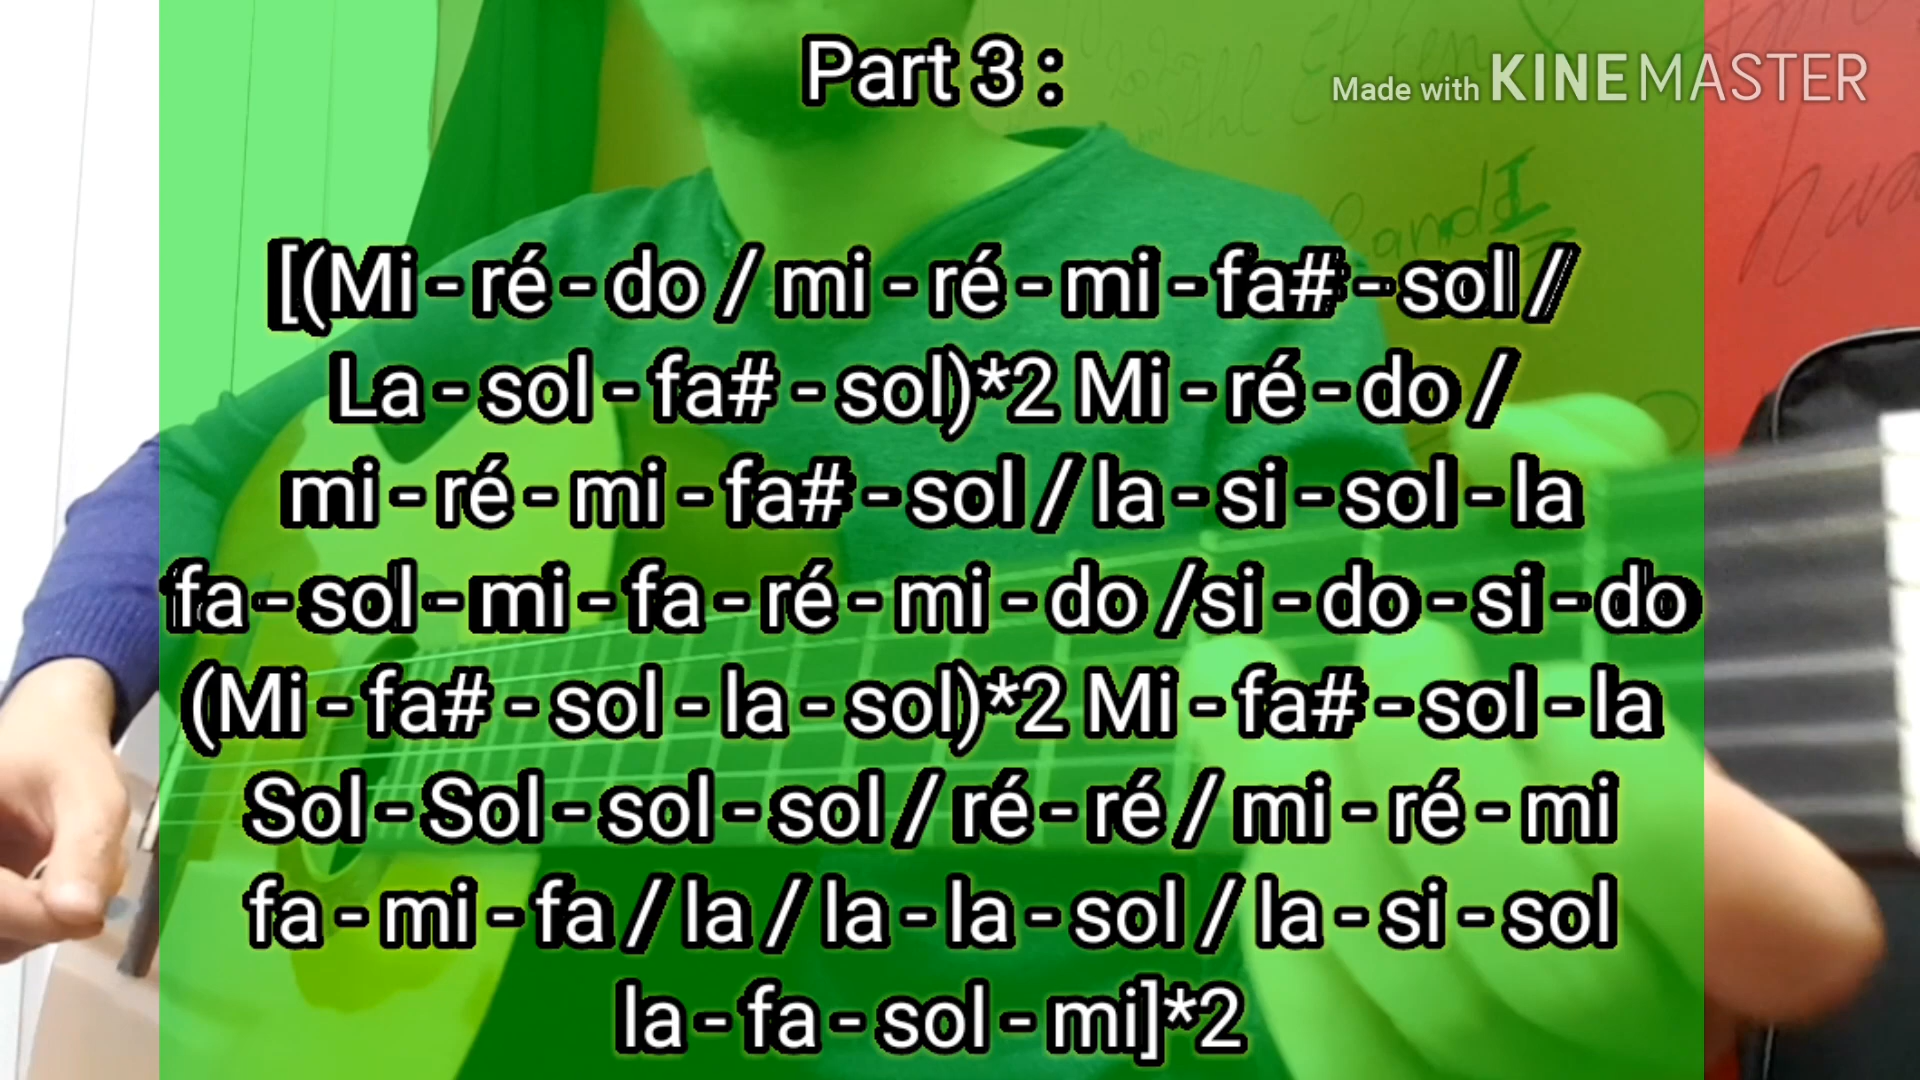 Part 3 :
Made with KINEMASTER
[(Mi - ré - do / mi - ré - mi - fa# - sol /
La - sol - fa# - sol)*2 Mi - ré - do /
mi - ré - mi - fa# - sol / la - si - sol - la
fa - sol - mi - fa - ré - mi - do /si - do - si - do
(Mi - fa# - sol - la - sol)*2 Mi - fa# - sol - la
Sol - Sol - sol - sol / ré - ré / mi - ré - mi
fa - mi - fa / la / la - la - sol / la - si - sol
la - fa - sol - mi]*2